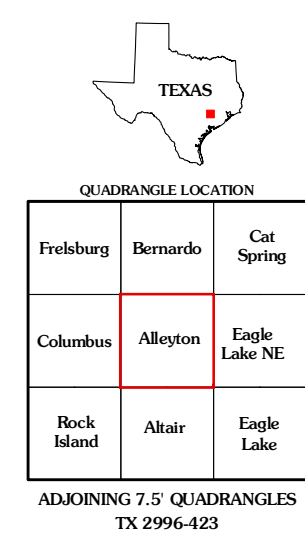 TEXAS
QUADRANGLE LOCATION
Frelsburg
Bernardo
Cat
Spring
Columbus
Alleyton
Eagle
Lake NE
Rock
Island
Altair
Eagle
Lake
ADJOINING 7.5' QUADRANGLES
TX 2996-423